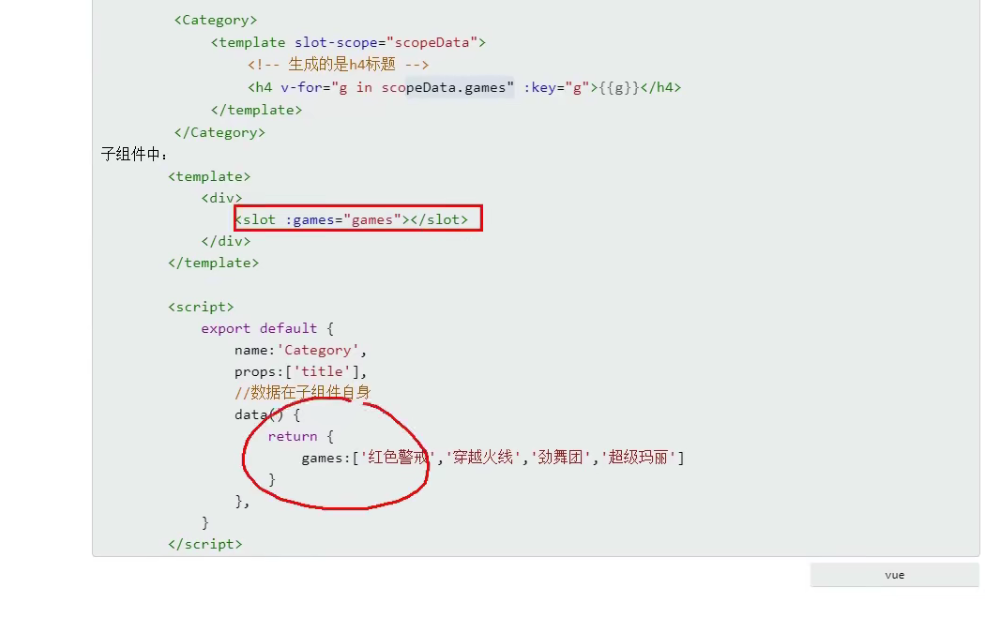 <Category>
<template slot-scope="scopeData">
<!-- 生成的是h4标题 -->
<h4 v-for="g in scopeData.games" :key="g">{{g}}</h4>
</template>
</Category>
子组件中：
<template>
<div>
<slot :games="games"></slot>
</div>
</template>
<script>
export default {
name:'Category',
props:['title'],
//数据在子组件自身
data() {
return {
games:['红色警戒','穿越火线','劲舞团','超级玛丽']
}
},
}
</script>
vue